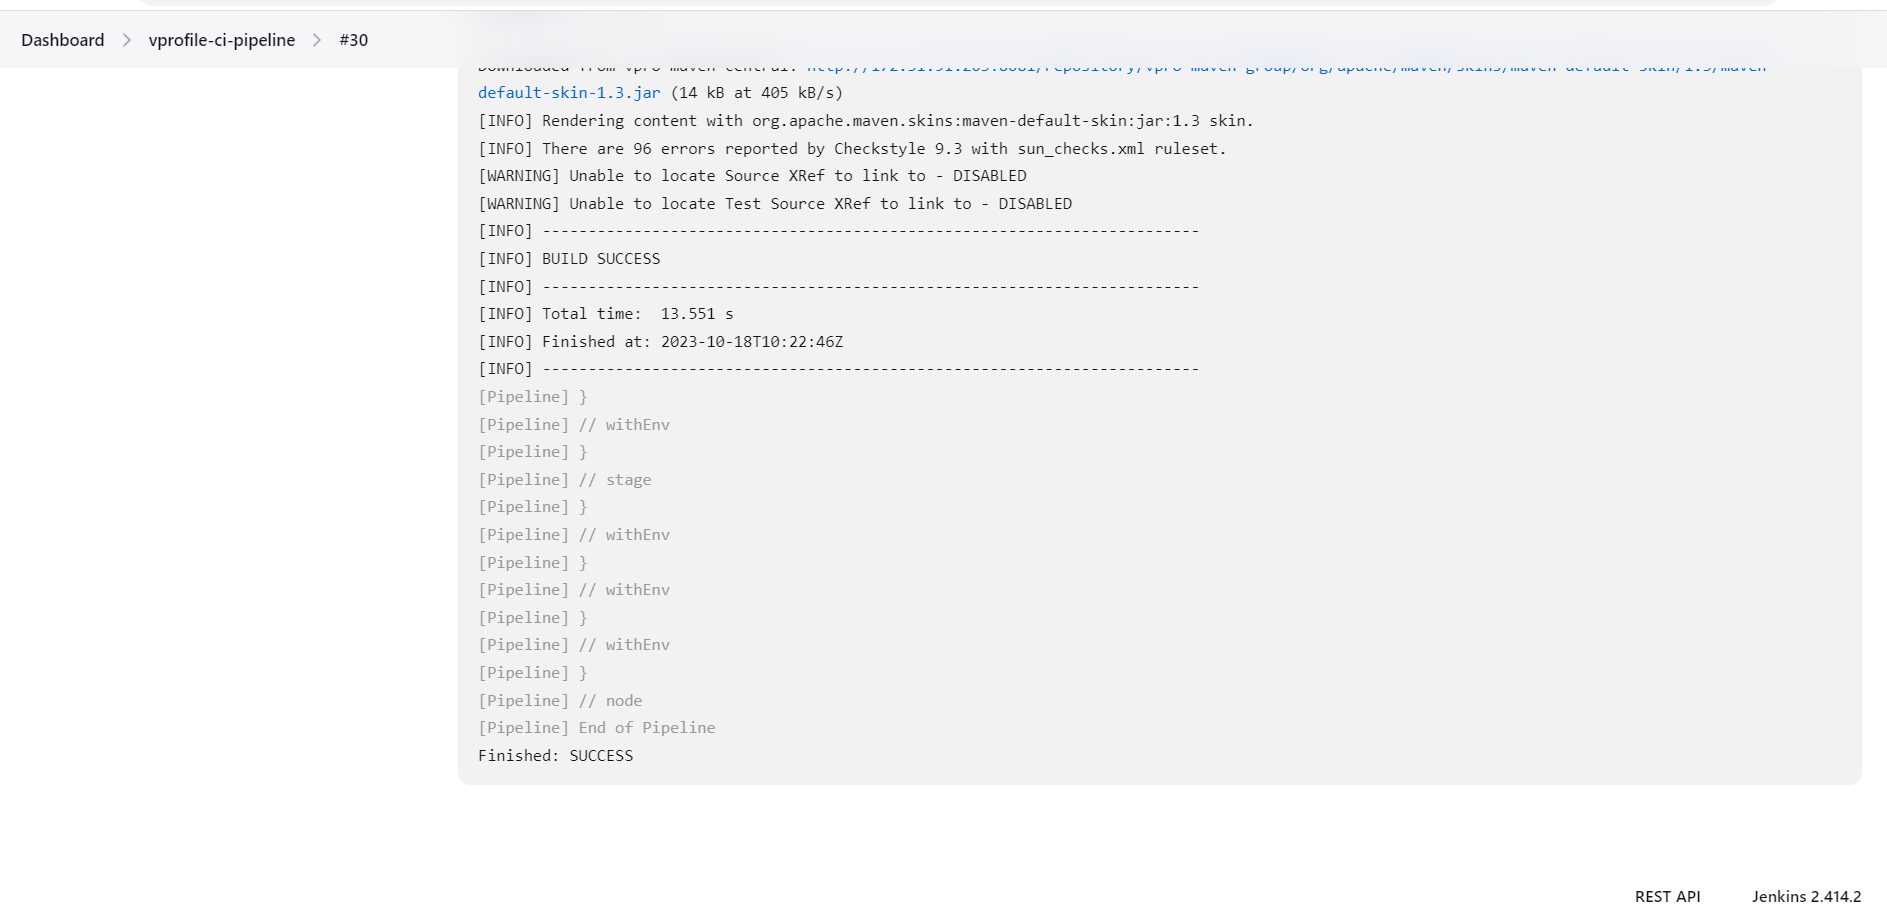 Dashboard > vprofile-ci-pipeline > #30
default-skin-1.3.jar (14 kB at 405 kB/s)
[INFO] Rendering content with org.apache.maven.skins:maven-default-skin:jar:1.3 skin.
[INFO] There are 96 errors reported by Checkstyle 9.3 with sun_checks.xml ruleset.
[WARNING] Unable to locate Source XRef to link to - DISABLED
[WARNING] Unable to locate Test Source XRef to link to - DISABLED
[INFO] ------------------------------------------------------------------------
[INFO] BUILD SUCCESS
[INFO] ------------------------------------------------------------------------
[INFO] Total time:  13.551 s
[INFO] Finished at: 2023-10-18T10:22:46Z
[INFO] ------------------------------------------------------------------------
[Pipeline] }
[Pipeline] // withEnv
[Pipeline] }
[Pipeline] // stage
[Pipeline] }
[Pipeline] // withEnv
[Pipeline] }
[Pipeline] // withEnv
[Pipeline] }
[Pipeline] // withEnv
[Pipeline] }
[Pipeline] // node
[Pipeline] End of Pipeline
Finished: SUCCESS
REST API Jenkins 2.414.2